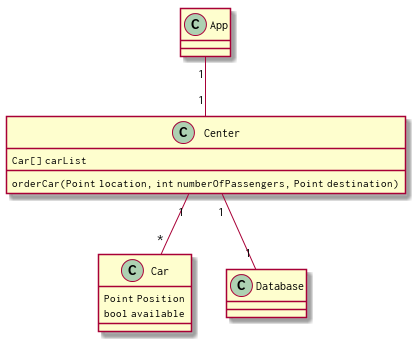 C App
1
1
C Center
Car[] carList
orderCar(Point location, int numberOfPassengers, Point destination)
1
1
*
1
C Car
Point Position
bool available
C Database